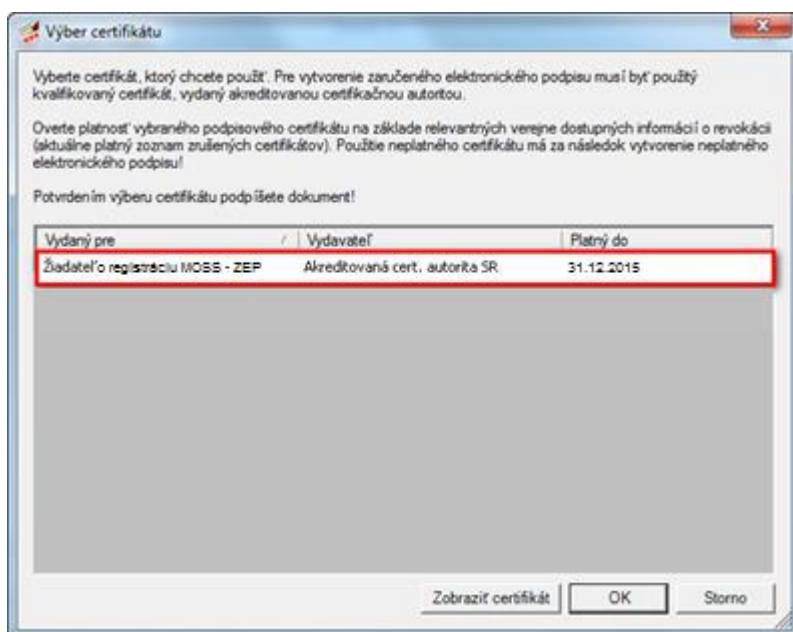 Výber certifikátu
Vyberte certifikát, ktorý chcete použiť. Pre vytvorenie zaručeného elektronického podpisu musí byť použitý
kvalifikovaný certifikát, vydaný akreditovanou certifikačnou autoritou.
Overte platnosť vybraného podpisového certifikátu na základe relevantných verejne dostupných informácií o revokácii
(aktuálne platný zoznam zrušených certifikátov). Použitie neplatného certifikátu má za následok vytvorenie neplatného
elektronického podpisu!
Potvrdením výberu certifikátu podpíšete dokument!
Vydaný pre / Vydavateľ Platný do
Žiadateľ o registráciu MOSS - ZEP Akreditovaná cert. autorita SR 31.12.2015
Zobraziť certifikát OK Storno